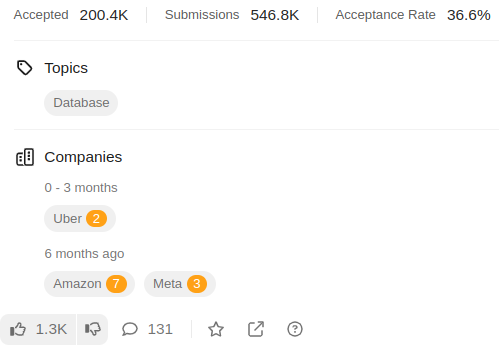 Accepted 200.4K Submissions 546.8K Acceptance Rate 36.6%
Topics
Database
Companies
0 - 3 months
Uber 2
6 months ago
Amazon 7 Meta 3
1.3K 131